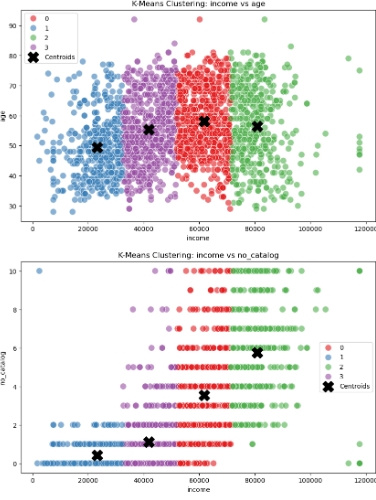 K-Means Clustering: income vs age
90
80
70
60
50
40
30
age
0
1
2
3
Centroids
0 20000 40000 60000 80000 100000 120000
income
K-Means Clustering: income vs no_catalog
10
8
6
4
2
0
no_catalog
0
1
2
3
Centroids
0 20000 40000 60000 80000 100000 120000
income